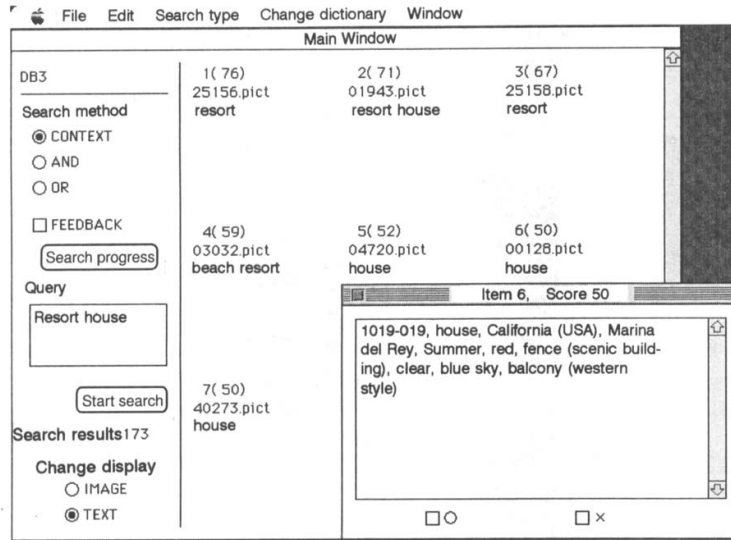 File Edit Search type Change dictionary Window
Main Window
DB3
Search method
CONTEXT
AND
OR
FEEDBACK
Search progress
Query
Resort house
Start search
Search results173
Change display
IMAGE
TEXT
1( 76)
25156.pict
resort
2( 71)
01943.pict
resort house
3( 67)
25158.pict
resort
4( 59)
03032.pict
beach resort
5( 52)
04720.pict
house
6( 50)
00128.pict
house
7( 50)
40273.pict
house
Item 6, Score 50
1019-019, house, California (USA), Marina
del Rey, Summer, red, fence (scenic build-
ing), clear, blue sky, balcony (western
style)
○
×